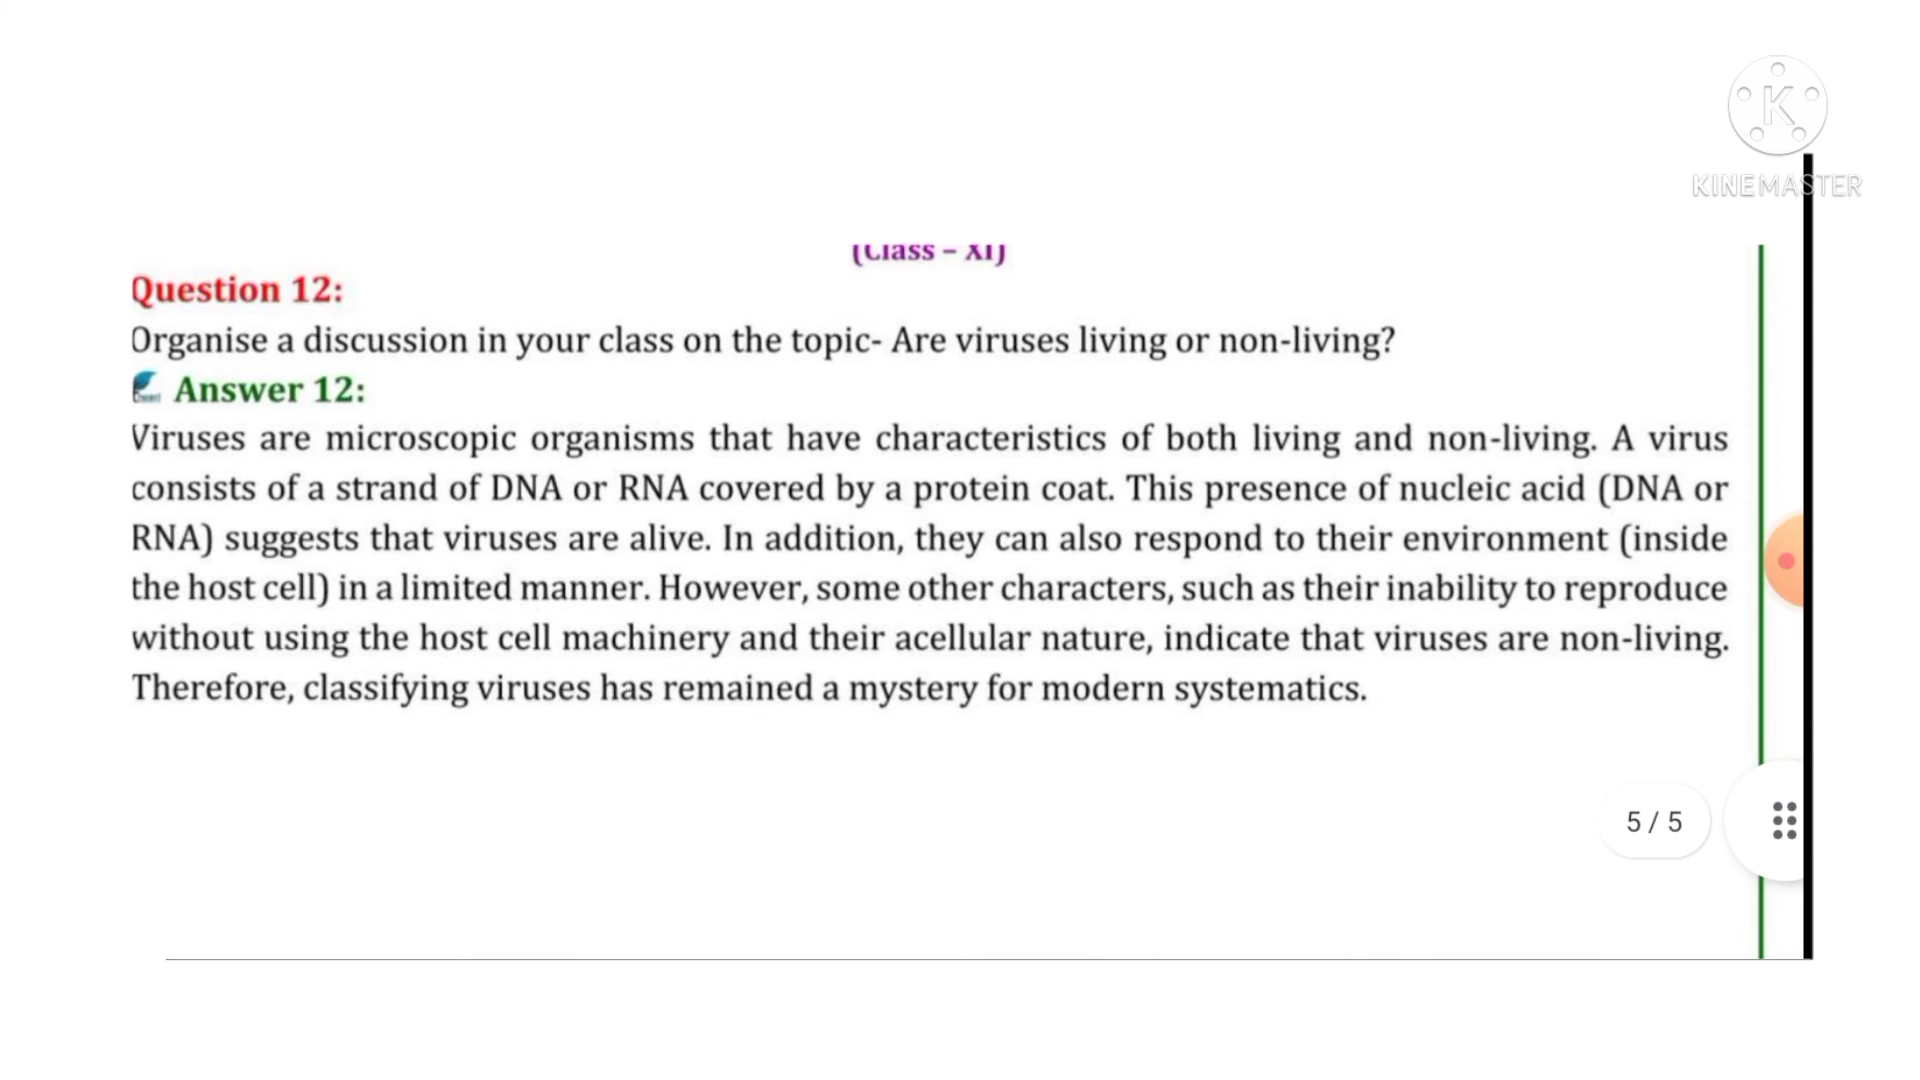 K
KINEMASTER
(Class – XI)
Question 12:
Organise a discussion in your class on the topic- Are viruses living or non-living?
Answer 12:
Viruses are microscopic organisms that have characteristics of both living and non-living. A virus
consists of a strand of DNA or RNA covered by a protein coat. This presence of nucleic acid (DNA or
RNA) suggests that viruses are alive. In addition, they can also respond to their environment (inside
the host cell) in a limited manner. However, some other characters, such as their inability to reproduce
without using the host cell machinery and their acellular nature, indicate that viruses are non-living.
Therefore, classifying viruses has remained a mystery for modern systematics.
5 / 5